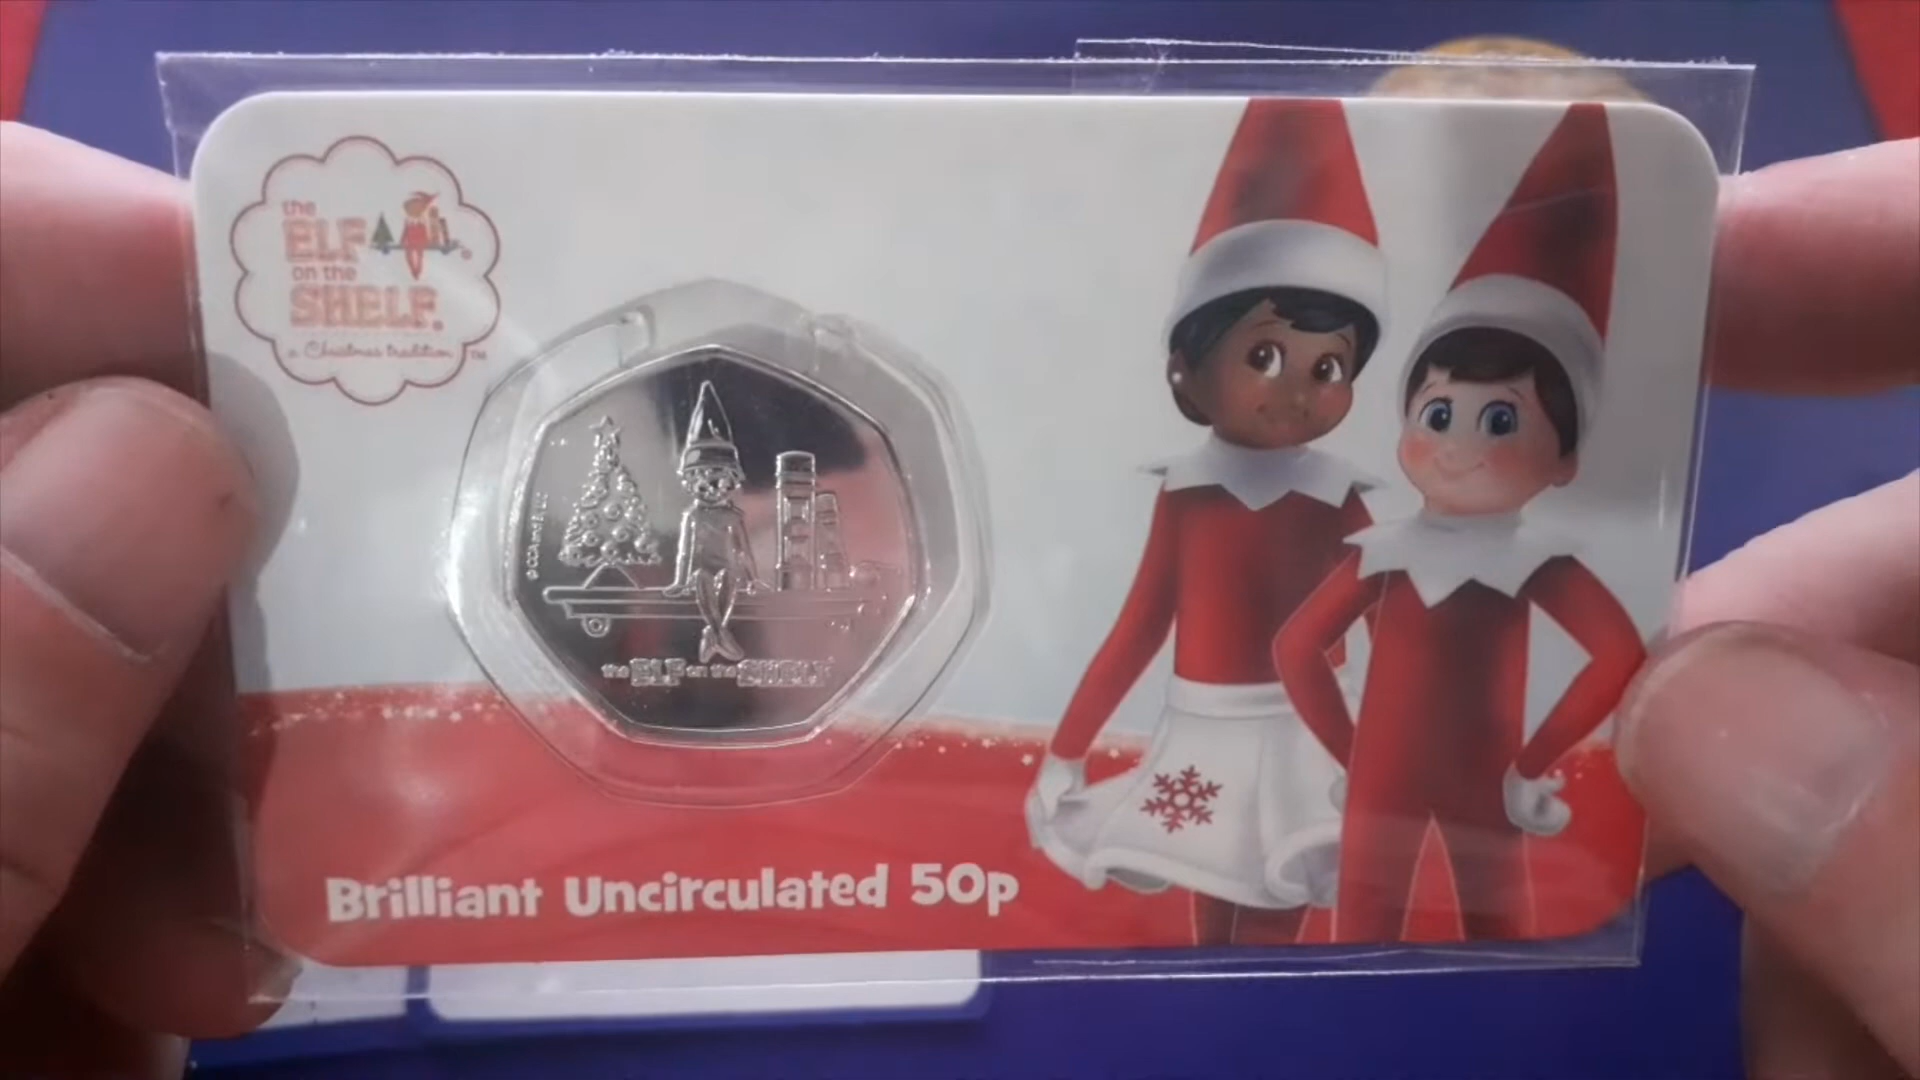 the
ELF
on the
SHELF.
a Christmas tradition TM
the ELF on the SHELF
Brilliant Uncirculated 50p